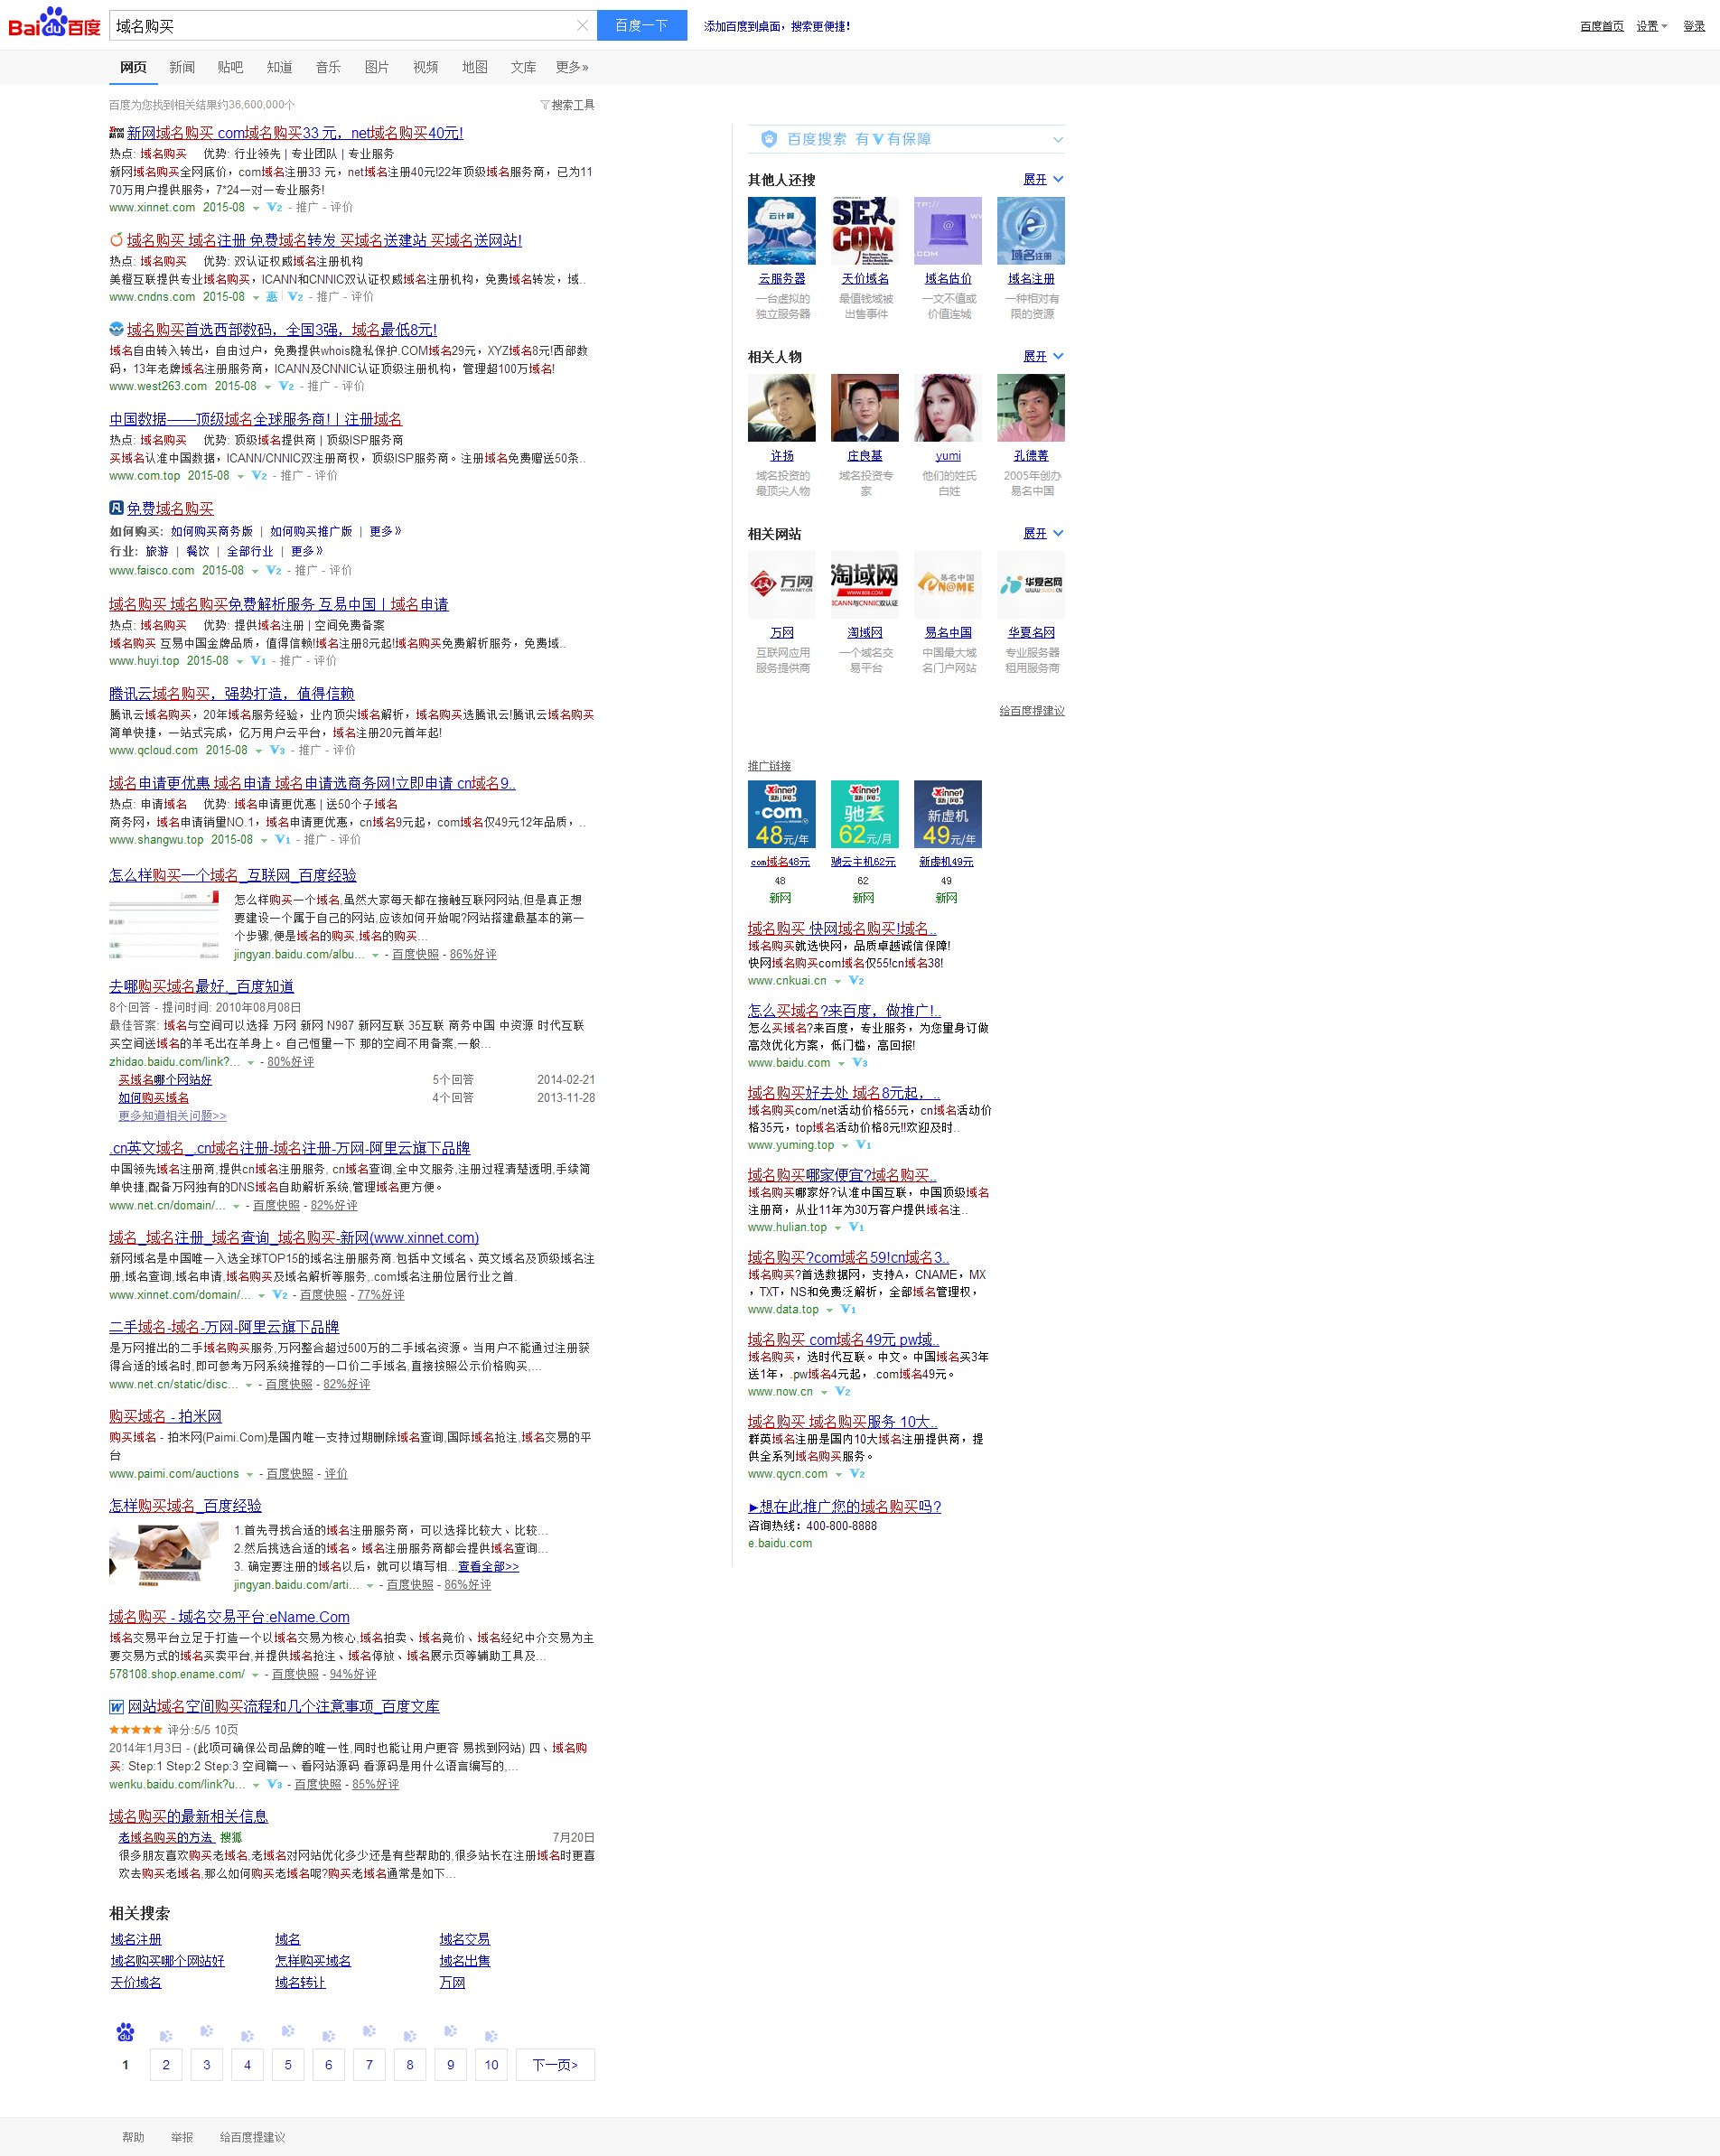 Bai du 百度
域名购买
百度一下
添加百度到桌面，搜索更便捷!
百度首页 设置 登录
网页 新闻 贴吧 知道 音乐 图片 视频 地图 文库 更多»
百度为您找到相关结果约36,600,000个
搜索工具
新网域名购买 com域名购买33 元，net域名购买40元!
热点: 域名购买 优势: 行业领先 | 专业团队 | 专业服务
新网域名购买全网底价，com域名注册33 元，net域名注册40元!22年顶级域名服务商，已为11
70万用户提供服务，7*24一对一专业服务!
www.xinnet.com 2015-08 V2 - 推广 - 评价
域名购买 域名注册 免费域名转发 买域名送建站 买域名送网站!
热点: 域名购买 优势: 双认证权威域名注册机构
美橙互联提供专业域名购买，ICANN和CNNIC双认证权威域名注册机构，免费域名转发，域..
www.cndns.com 2015-08 惠 V2 - 推广 - 评价
域名购买首选西部数码，全国3强，域名最低8元!
域名自由转入转出，自由过户，免费提供whois隐私保护.COM域名29元，XYZ域名8元!西部数
码，13年老牌域名注册服务商，ICANN及CNNIC认证顶级注册机构，管理超100万域名!
www.west263.com 2015-08 V2 - 推广 - 评价
中国数据——顶级域名全球服务商!丨注册域名
热点: 域名购买 优势: 顶级域名提供商 | 顶级ISP服务商
买域名认准中国数据，ICANN/CNNIC双注册商权，顶级ISP服务商。注册域名免费赠送50条..
www.com.top 2015-08 V2 - 推广 - 评价
免费域名购买
如何购买: 如何购买商务版 | 如何购买推广版 | 更多»
行业: 旅游 | 餐饮 | 全部行业 | 更多»
www.faisco.com 2015-08 V2 - 推广 - 评价
域名购买 域名购买免费解析服务 互易中国丨域名申请
热点: 域名购买 优势: 提供域名注册 | 空间免费备案
域名购买 互易中国金牌品质，值得信赖!域名注册8元起!域名购买免费解析服务，免费域..
www.huyi.top 2015-08 V1 - 推广 - 评价
腾讯云域名购买，强势打造，值得信赖
腾讯云域名购买，20年域名服务经验，业内顶尖域名解析，域名购买选腾讯云!腾讯云域名购买
简单快捷，一站式完成，亿万用户云平台，域名注册20元首年起!
www.qcloud.com 2015-08 V3 - 推广 - 评价
域名申请更优惠 域名申请 域名申请选商务网!立即申请 cn域名9..
热点: 申请域名 优势: 域名申请更优惠 | 送50个子域名
商务网，域名申请销量NO.1，域名申请更优惠，cn域名9元起，com域名仅49元12年品质，..
www.shangwu.top 2015-08 V1 - 推广 - 评价
怎么样购买一个域名_互联网_百度经验
怎么样购买一个域名,虽然大家每天都在接触互联网网站,但是真正想
要建设一个属于自己的网站,应该如何开始呢?网站搭建最基本的第一
个步骤,便是域名的购买,域名的购买...
jingyan.baidu.com/albu... - 百度快照 - 86%好评
去哪购买域名最好._百度知道
8个回答 - 提问时间: 2010年08月08日
最佳答案: 域名与空间可以选择 万网 新网 N987 新网互联 35互联 商务中国 中资源 时代互联
买空间送域名的羊毛出在羊身上。自己恒量一下 那的空间不用备案,一般...
zhidao.baidu.com/link?... - 80%好评
买域名哪个网站好 5个回答 2014-02-21
如何购买域名 4个回答 2013-11-28
更多知道相关问题>>
.cn英文域名_.cn域名注册-域名注册-万网-阿里云旗下品牌
中国领先域名注册商,提供cn域名注册服务, cn域名查询,全中文服务,注册过程清楚透明,手续简
单快捷,配备万网独有的DNS域名自助解析系统,管理域名更方便。
www.net.cn/domain/... - 百度快照 - 82%好评
域名_域名注册_域名查询_域名购买-新网(www.xinnet.com)
新网域名是中国唯一入选全球TOP15的域名注册服务商.包括中文域名、英文域名及顶级域名注
册,域名查询,域名申请,域名购买及域名解析等服务,.com域名注册位居行业之首.
www.xinnet.com/domain/... V2 - 百度快照 - 77%好评
二手域名-域名-万网-阿里云旗下品牌
是万网推出的二手域名购买服务,万网整合超过500万的二手域名资源。当用户不能通过注册获
得合适的域名时,即可参考万网系统推荐的一口价二手域名,直接按照公示价格购买,...
www.net.cn/static/disc... - 百度快照 - 82%好评
购买域名 - 拍米网
购买域名 - 拍米网(Paimi.Com)是国内唯一支持过期删除域名查询,国际域名抢注,域名交易的平
台
www.paimi.com/auctions - 百度快照 - 评价
怎样购买域名_百度经验
1.首先寻找合适的域名注册服务商，可以选择比较大、比较...
2.然后挑选合适的域名。域名注册服务商都会提供域名查询...
3. 确定要注册的域名以后，就可以填写相...查看全部>>
jingyan.baidu.com/arti... - 百度快照 - 86%好评
域名购买 - 域名交易平台:eName.Com
域名交易平台立足于打造一个以域名交易为核心,域名拍卖、域名竞价、域名经纪中介交易为主
要交易方式的域名买卖平台,并提供域名抢注、域名停放、域名展示页等辅助工具及...
578108.shop.ename.com/ - 百度快照 - 94%好评
网站域名空间购买流程和几个注意事项_百度文库
★★★★★ 评分:5/5 10页
2014年1月3日 - (此项可确保公司品牌的唯一性,同时也能让用户更容 易找到网站) 四、域名购
买: Step:1 Step:2 Step:3 空间篇一、看网站源码 看源码是用什么语言编写的,...
wenku.baidu.com/link?u... V3 - 百度快照 - 85%好评
域名购买的最新相关信息
老域名购买的方法 搜狐 7月20日
很多朋友喜欢购买老域名,老域名对网站优化多少还是有些帮助的,很多站长在注册域名时更喜
欢去购买老域名,那么如何购买老域名呢?购买老域名通常是如下...
相关搜索
域名注册 域名 域名交易
域名购买哪个网站好 怎样购买域名 域名出售
天价域名 域名转让 万网
1 2 3 4 5 6 7 8 9 10 下一页>
百度搜索 有V有保障
其他人还搜 展开
云计算
SEX.COM
域名注册
云服务器 天价域名 域名估价 域名注册
一台虚拟的 最值钱域被 一文不值或 一种相对有
独立服务器 出售事件 价值连城 限的资源
相关人物 展开
许扬 庄良基 yumi 孔德菁
域名投资的 域名投资专 他们的姓氏 2005年创办
最顶尖人物 家 白姓 易名中国
相关网站 展开
万网 WWW.NET.CN
淘域网 WWW.808.COM ICANN与CNNIC双认证
易名中国 eNAME
华夏名网
万网 淘域网 易名中国 华夏名网
互联网应用 一个域名交 中国最大域 专业服务器
服务提供商 易平台 名门户网站 租用服务商
给百度提建议
推广链接
xinnet 新网 .com 48元/年
xinnet 新网 驰云 62元/月
xinnet 新网 新虚机 49元/年
com域名48元 驰云主机62元 新虚机49元
48 62 49
新网 新网 新网
域名购买 快网域名购买!域名..
域名购买就选快网，品质卓越诚信保障!
快网域名购买com域名仅55!cn域名38!
www.cnkuai.cn V2
怎么买域名?来百度，做推广!..
怎么买域名?来百度，专业服务，为您量身订做
高效优化方案，低门槛，高回报!
www.baidu.com V3
域名购买好去处 域名8元起，..
域名购买com/net活动价格55元，cn域名活动价
格35元，top域名活动价格8元!!欢迎及时..
www.yuming.top V1
域名购买哪家便宜?域名购买..
域名购买哪家好?认准中国互联，中国顶级域名
注册商，从业11年为30万客户提供域名注..
www.hulian.top V1
域名购买?com域名59!cn域名3..
域名购买?首选数据网，支持A，CNAME，MX
，TXT，NS和免费泛解析，全部域名管理权，
www.data.top V1
域名购买 com域名49元 pw域..
域名购买，选时代互联。中文。中国域名买3年
送1年，.pw域名4元起，.com域名49元。
www.now.cn V2
域名购买 域名购买服务 10大..
群英域名注册是国内10大域名注册提供商，提
供全系列域名购买服务。
www.qycn.com V2
►想在此推广您的域名购买吗?
咨询热线：400-800-8888
e.baidu.com
帮助 举报 给百度提建议